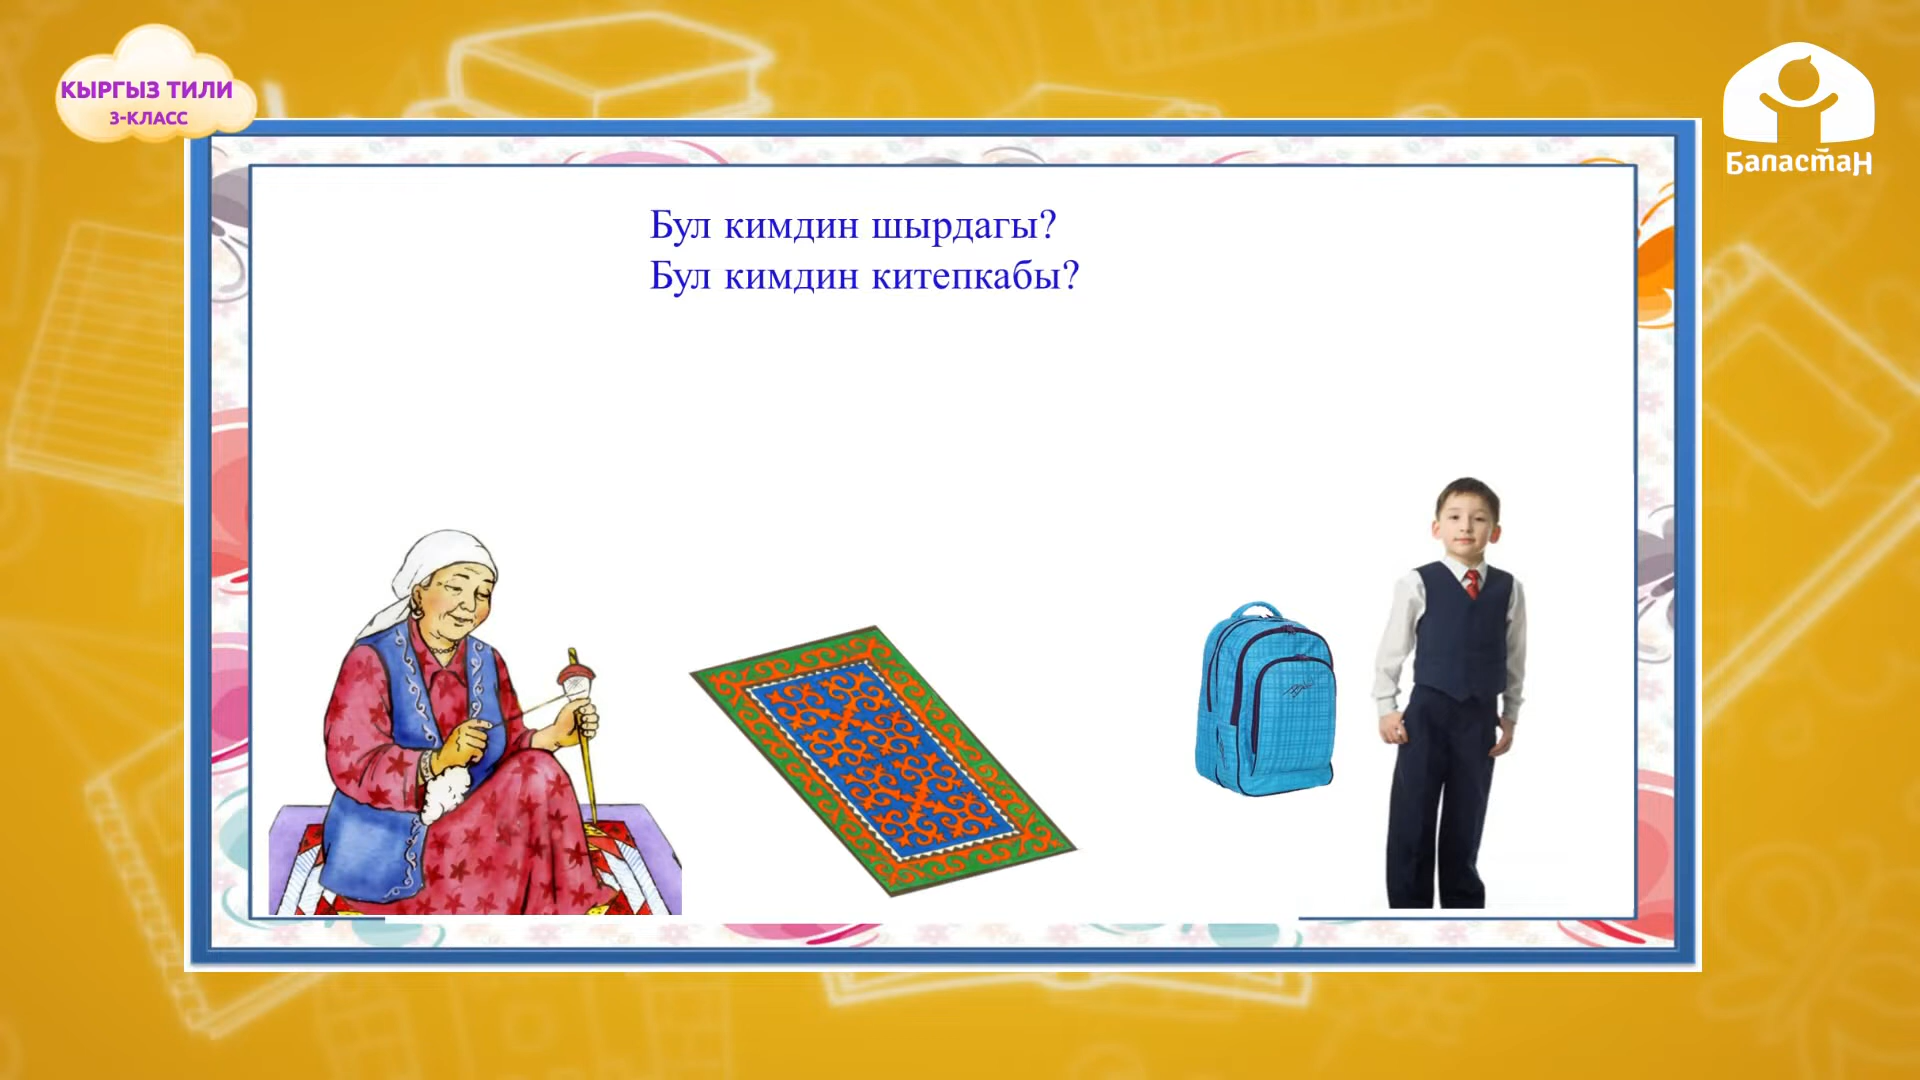 КЫРГЫЗ ТИЛИ
3-КЛАСС
Баластан
Бул кимдин шырдагы?
Бул кимдин китепкабы?